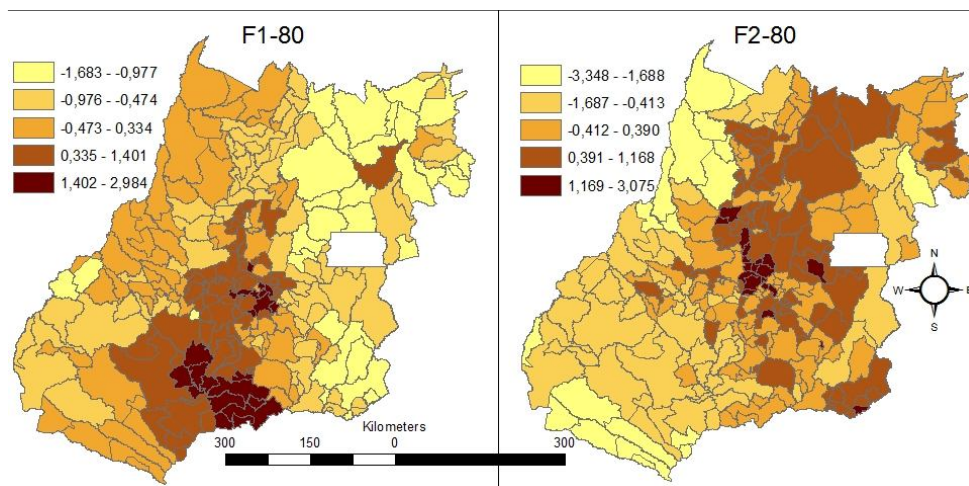 F1-80
-1,683 - -0,977
-0,976 - -0,474
-0,473 - 0,334
0,335 - 1,401
1,402 - 2,984
F2-80
-3,348 - -1,688
-1,687 - -0,413
-0,412 - 0,390
0,391 - 1,168
1,169 - 3,075
N
W E
S
Kilometers
300 150 0 300